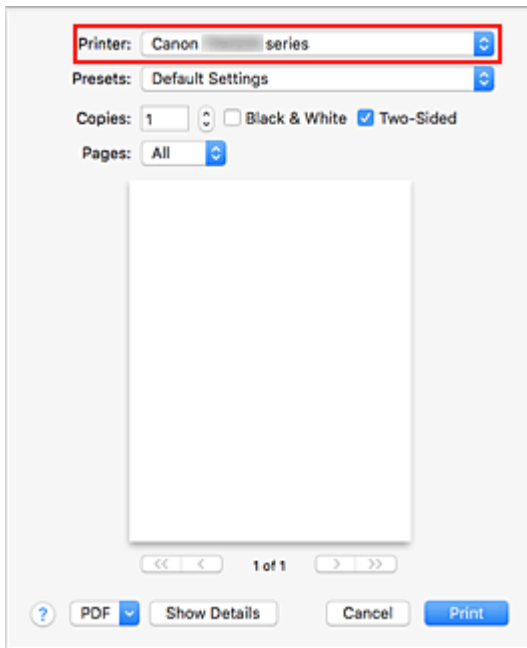 Printer: Canon series
Presets: Default Settings
Copies: 1 Black & White Two-Sided
Pages: All
<< < 1 of 1 > >>
? PDF Show Details Cancel Print